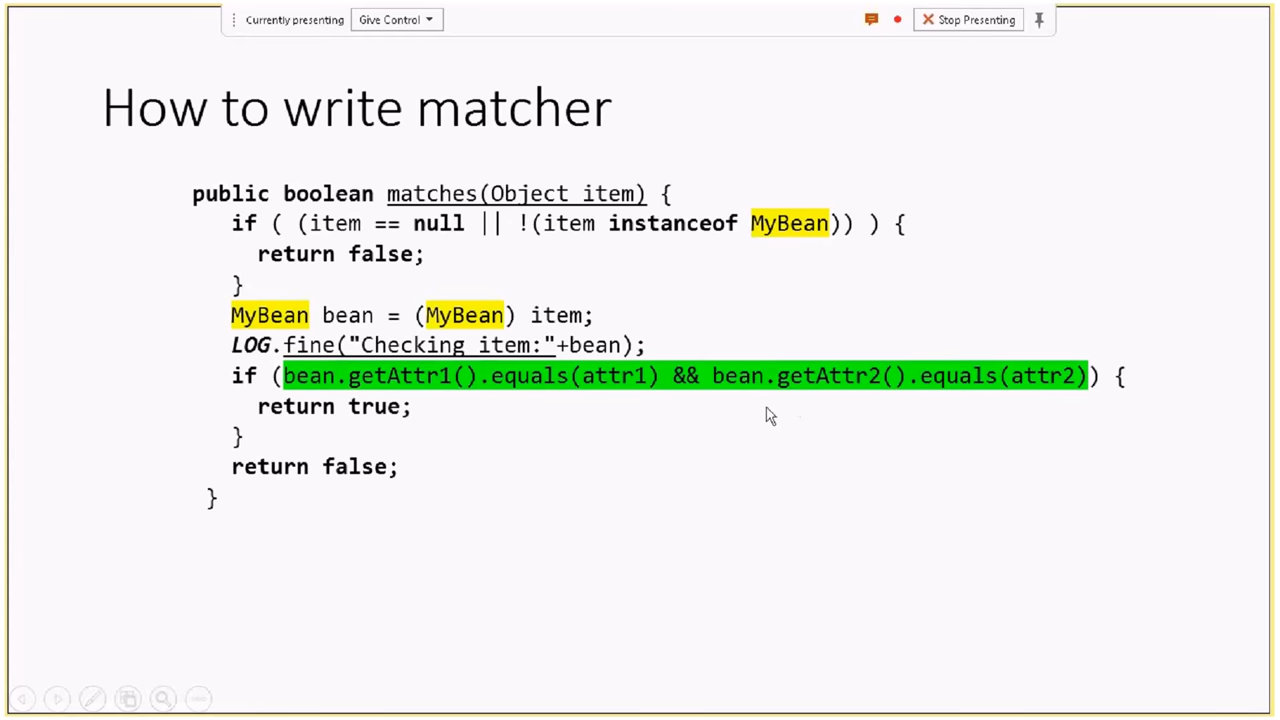 Currently presenting Give Control Stop Presenting
How to write matcher
public boolean matches(Object item) {
if ( (item == null || !(item instanceof MyBean)) ) {
return false;
}
MyBean bean = (MyBean) item;
LOG.fine("Checking item:"+bean);
if (bean.getAttr1().equals(attr1) && bean.getAttr2().equals(attr2)) {
return true;
}
return false;
}